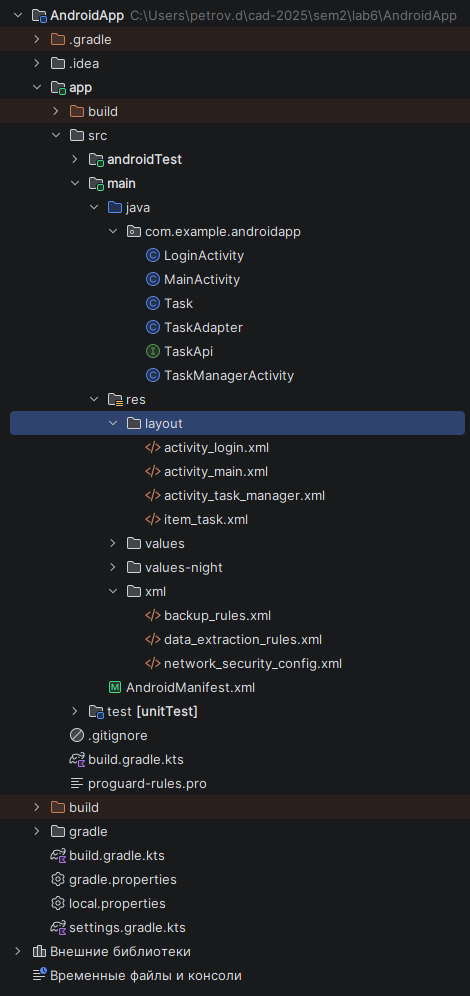 AndroidApp C:\Users\petrov.d\cad-2025\sem2\lab6\AndroidApp
.gradle
.idea
app
build
src
androidTest
main
java
com.example.androidapp
LoginActivity
MainActivity
Task
TaskAdapter
TaskApi
TaskManagerActivity
res
layout
activity_login.xml
activity_main.xml
activity_task_manager.xml
item_task.xml
values
values-night
xml
backup_rules.xml
data_extraction_rules.xml
network_security_config.xml
AndroidManifest.xml
test [unitTest]
.gitignore
build.gradle.kts
proguard-rules.pro
build
gradle
build.gradle.kts
gradle.properties
local.properties
settings.gradle.kts
Внешние библиотеки
Временные файлы и консоли